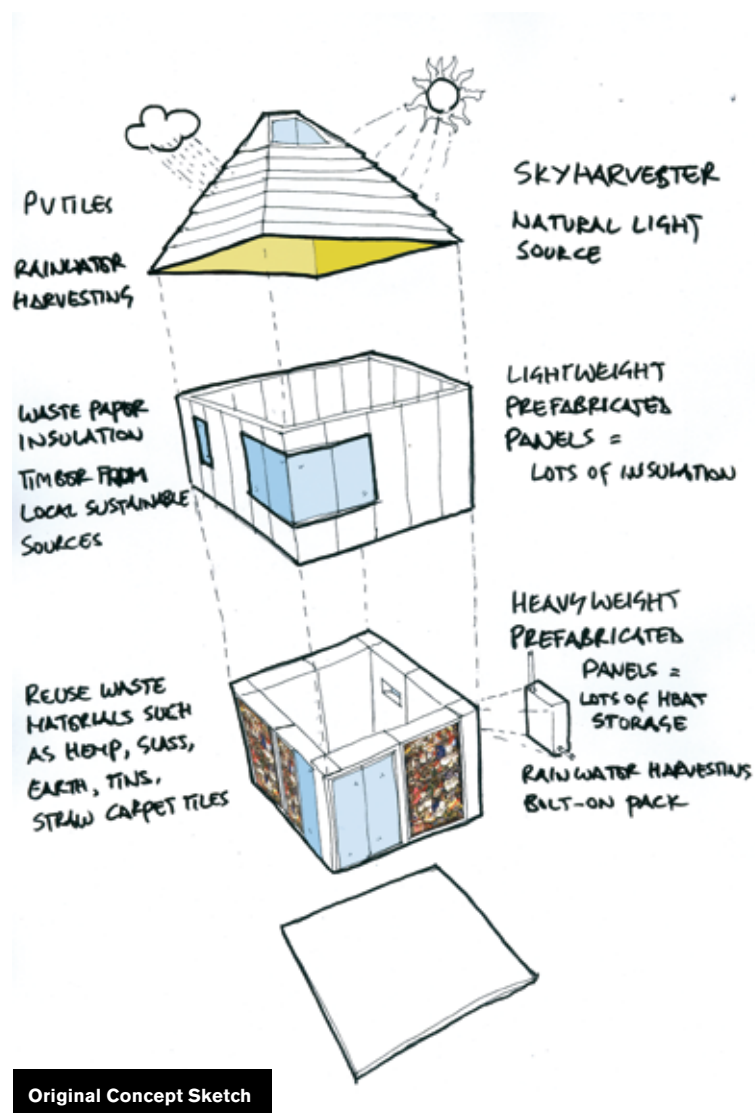 PV TILES
RAINWATER
HARVESTING
SKYHARVESTER
NATURAL LIGHT
SOURCE
WASTE PAPER
INSULATION
TIMBER FROM
LOCAL SUSTAINABLE
SOURCES
LIGHTWEIGHT
PREFABRICATED
PANELS =
LOTS OF INSULATION
REUSE WASTE
MATERIALS SUCH
AS HEMP, GLASS,
EARTH, TINS,
STRAW CARPET TILES
HEAVYWEIGHT
PREFABRICATED
PANELS =
LOTS OF HEAT
STORAGE
RAINWATER HARVESTING
BOLT-ON PACK
Original Concept Sketch